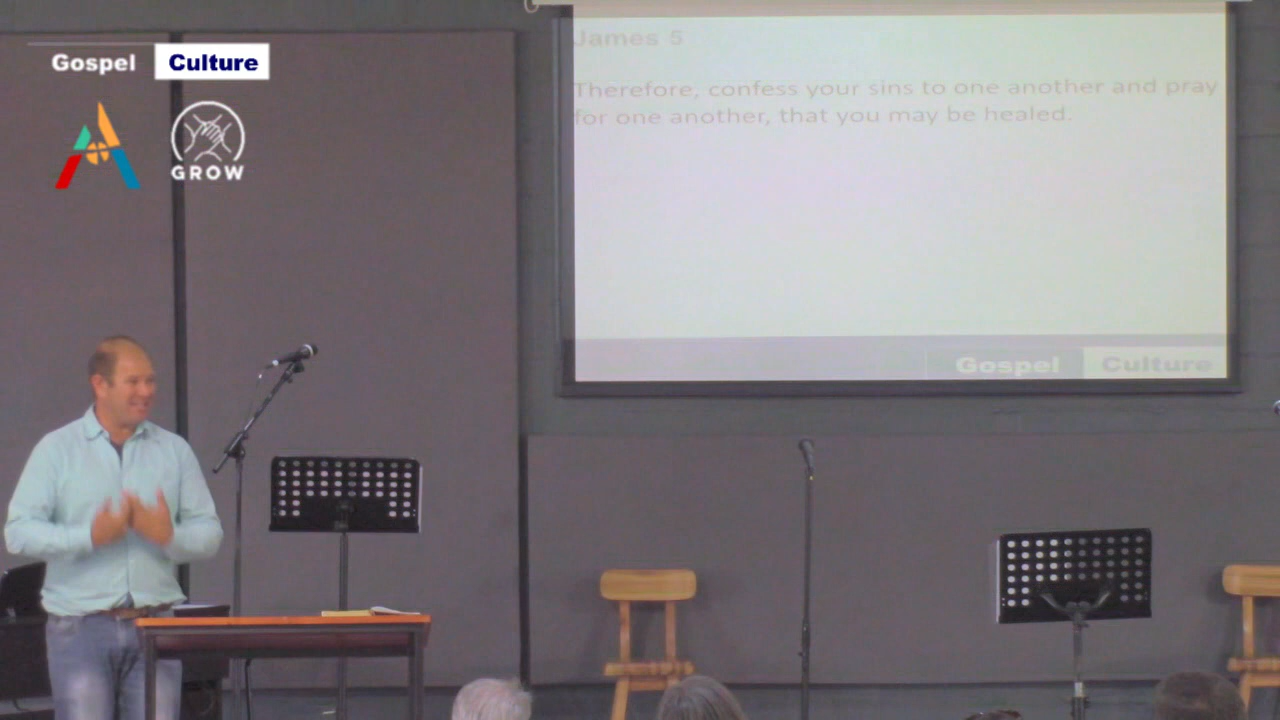 Gospel Culture
GROW
James 5
Therefore, confess your sins to one another and pray
for one another, that you may be healed.
Gospel Culture